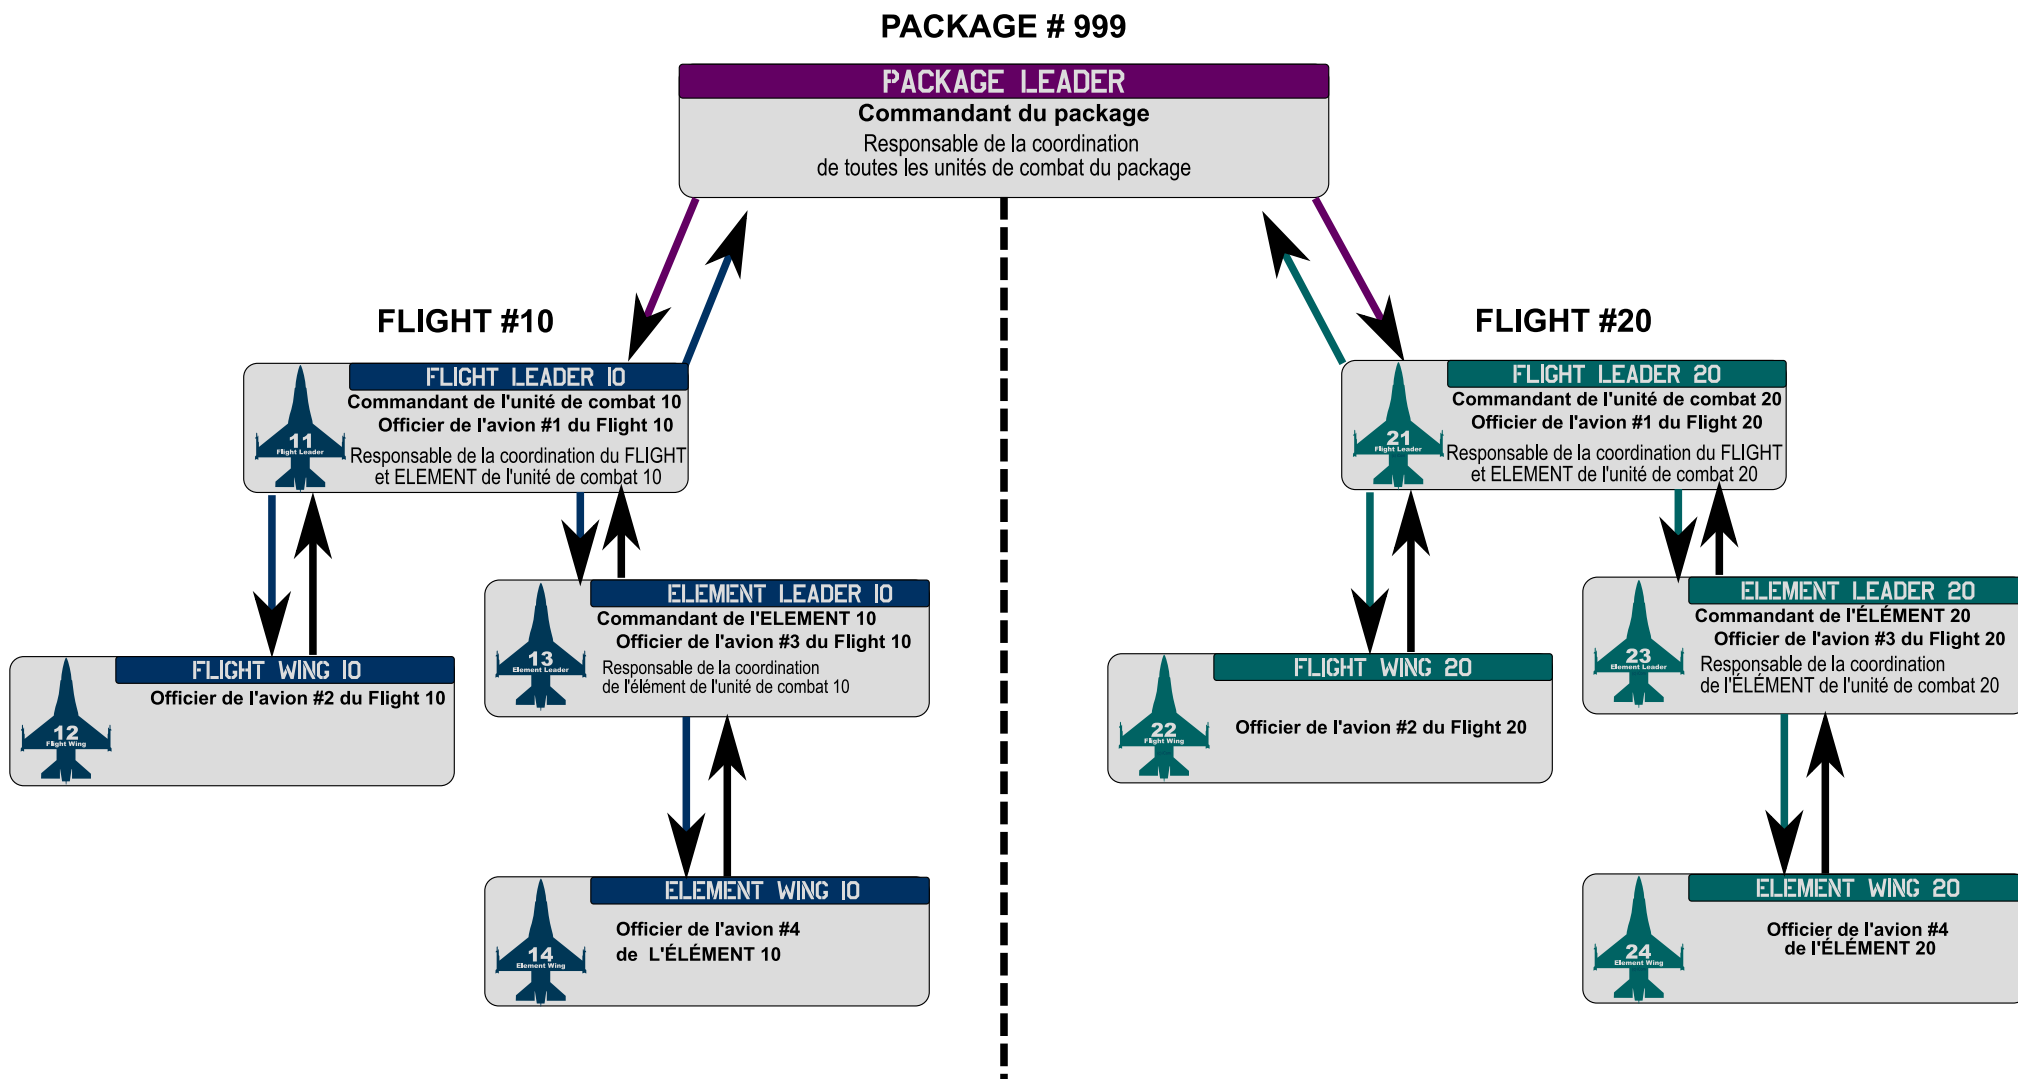 PACKAGE # 999
PACKAGE LEADER
Commandant du package
Responsable de la coordination
de toutes les unités de combat du package
FLIGHT #10
FLIGHT LEADER 10
Commandant de l'unité de combat 10
Officier de l'avion #1 du Flight 10
Responsable de la coordination du FLIGHT
et ELEMENT de l'unité de combat 10
11
Flight Leader
FLIGHT WING 10
Officier de l'avion #2 du Flight 10
12
Flight Wing
ELEMENT LEADER 10
Commandant de l'ELEMENT 10
Officier de l'avion #3 du Flight 10
Responsable de la coordination
de l'élément de l'unité de combat 10
13
Element Leader
ELEMENT WING 10
Officier de l'avion #4
de L'ÉLÉMENT 10
14
Element Wing
FLIGHT #20
FLIGHT LEADER 20
Commandant de l'unité de combat 20
Officier de l'avion #1 du Flight 20
Responsable de la coordination du FLIGHT
et ELEMENT de l'unité de combat 20
21
Flight Leader
FLIGHT WING 20
Officier de l'avion #2 du Flight 20
22
Flight Wing
ELEMENT LEADER 20
Commandant de l'ÉLÉMENT 20
Officier de l'avion #3 du Flight 20
Responsable de la coordination
de l'ÉLÉMENT de l'unité de combat 20
23
Element Leader
ELEMENT WING 20
Officier de l'avion #4
de l'ÉLÉMENT 20
24
Element Wing